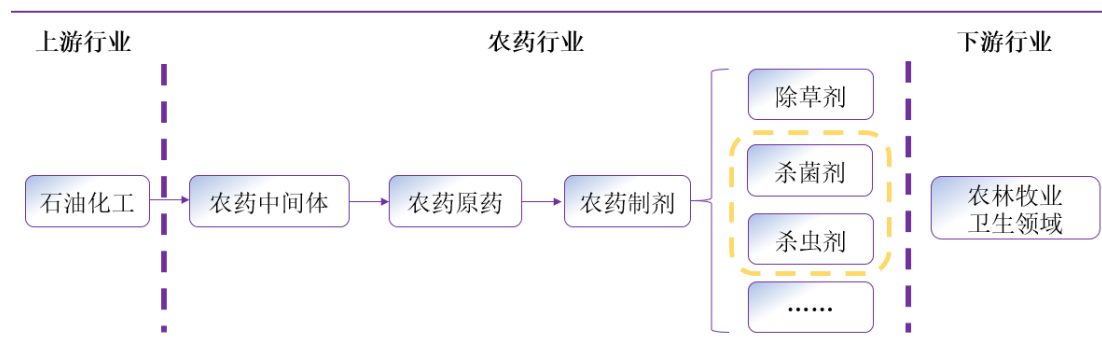 上游行业
农药行业
下游行业
石油化工
农药中间体
农药原药
农药制剂
除草剂
杀菌剂
杀虫剂
……
农林牧业
卫生领域